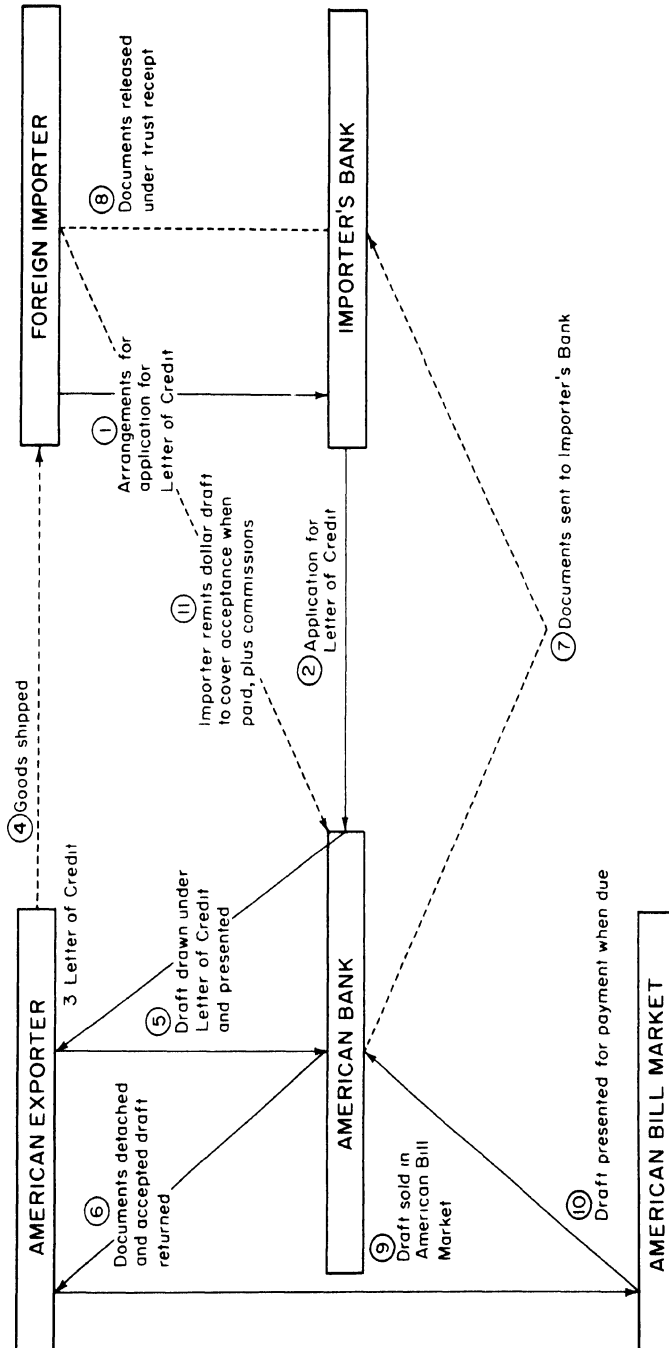 AMERICAN EXPORTER
FOREIGN IMPORTER
4 Goods shipped
3 Letter of Credit
6
Documents detached
and accepted draft
returned
5
Draft drawn under
Letter of Credit
and presented
11
Importer remits dollar draft
to cover acceptance when
paid, plus commissions
1
Arrangements for
application for
Letter of Credit
8
Documents released
under trust receipt
2 Application for
Letter of Credit
AMERICAN BANK
IMPORTER'S BANK
9
Draft sold in
American Bill
Market
10 Draft presented for payment when due
7 Documents sent to Importer's Bank
AMERICAN BILL MARKET